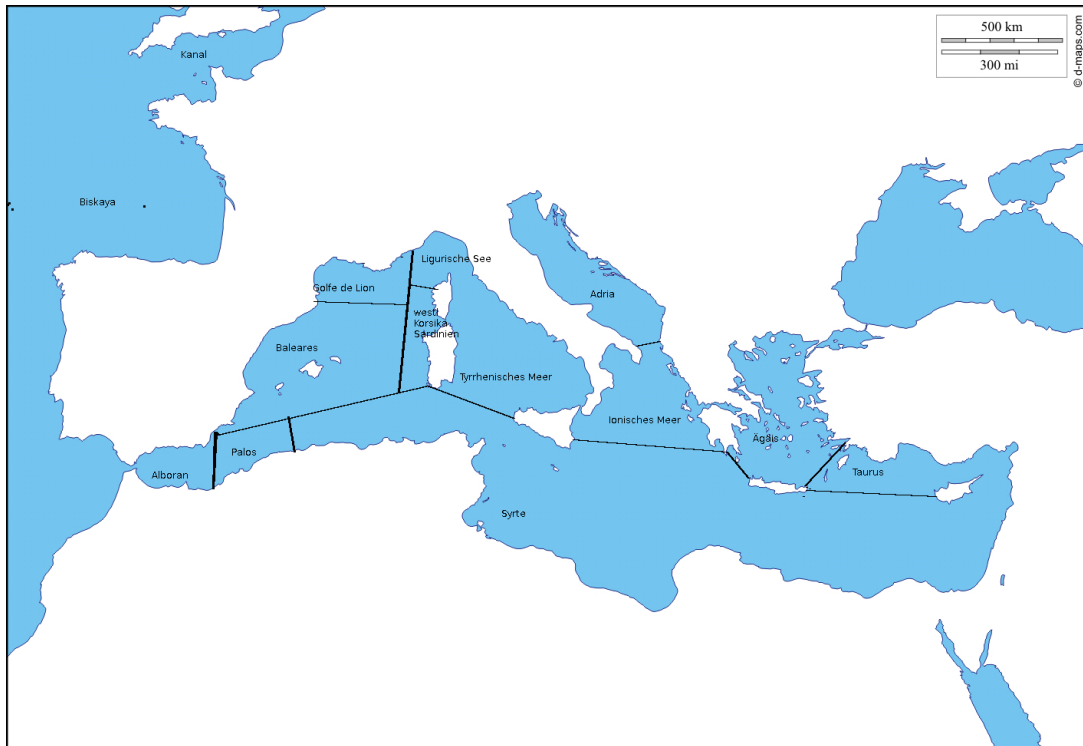 Kanal
500 km
300 mi
© d-maps.com
Biskaya
Ligurische See
Golfe de Lion
Adria
westl
Korsika
Sardinien
Baleares
Tyrrhenisches Meer
Ionisches Meer
Ägäis
Palos
Alboran
Taurus
Syrte